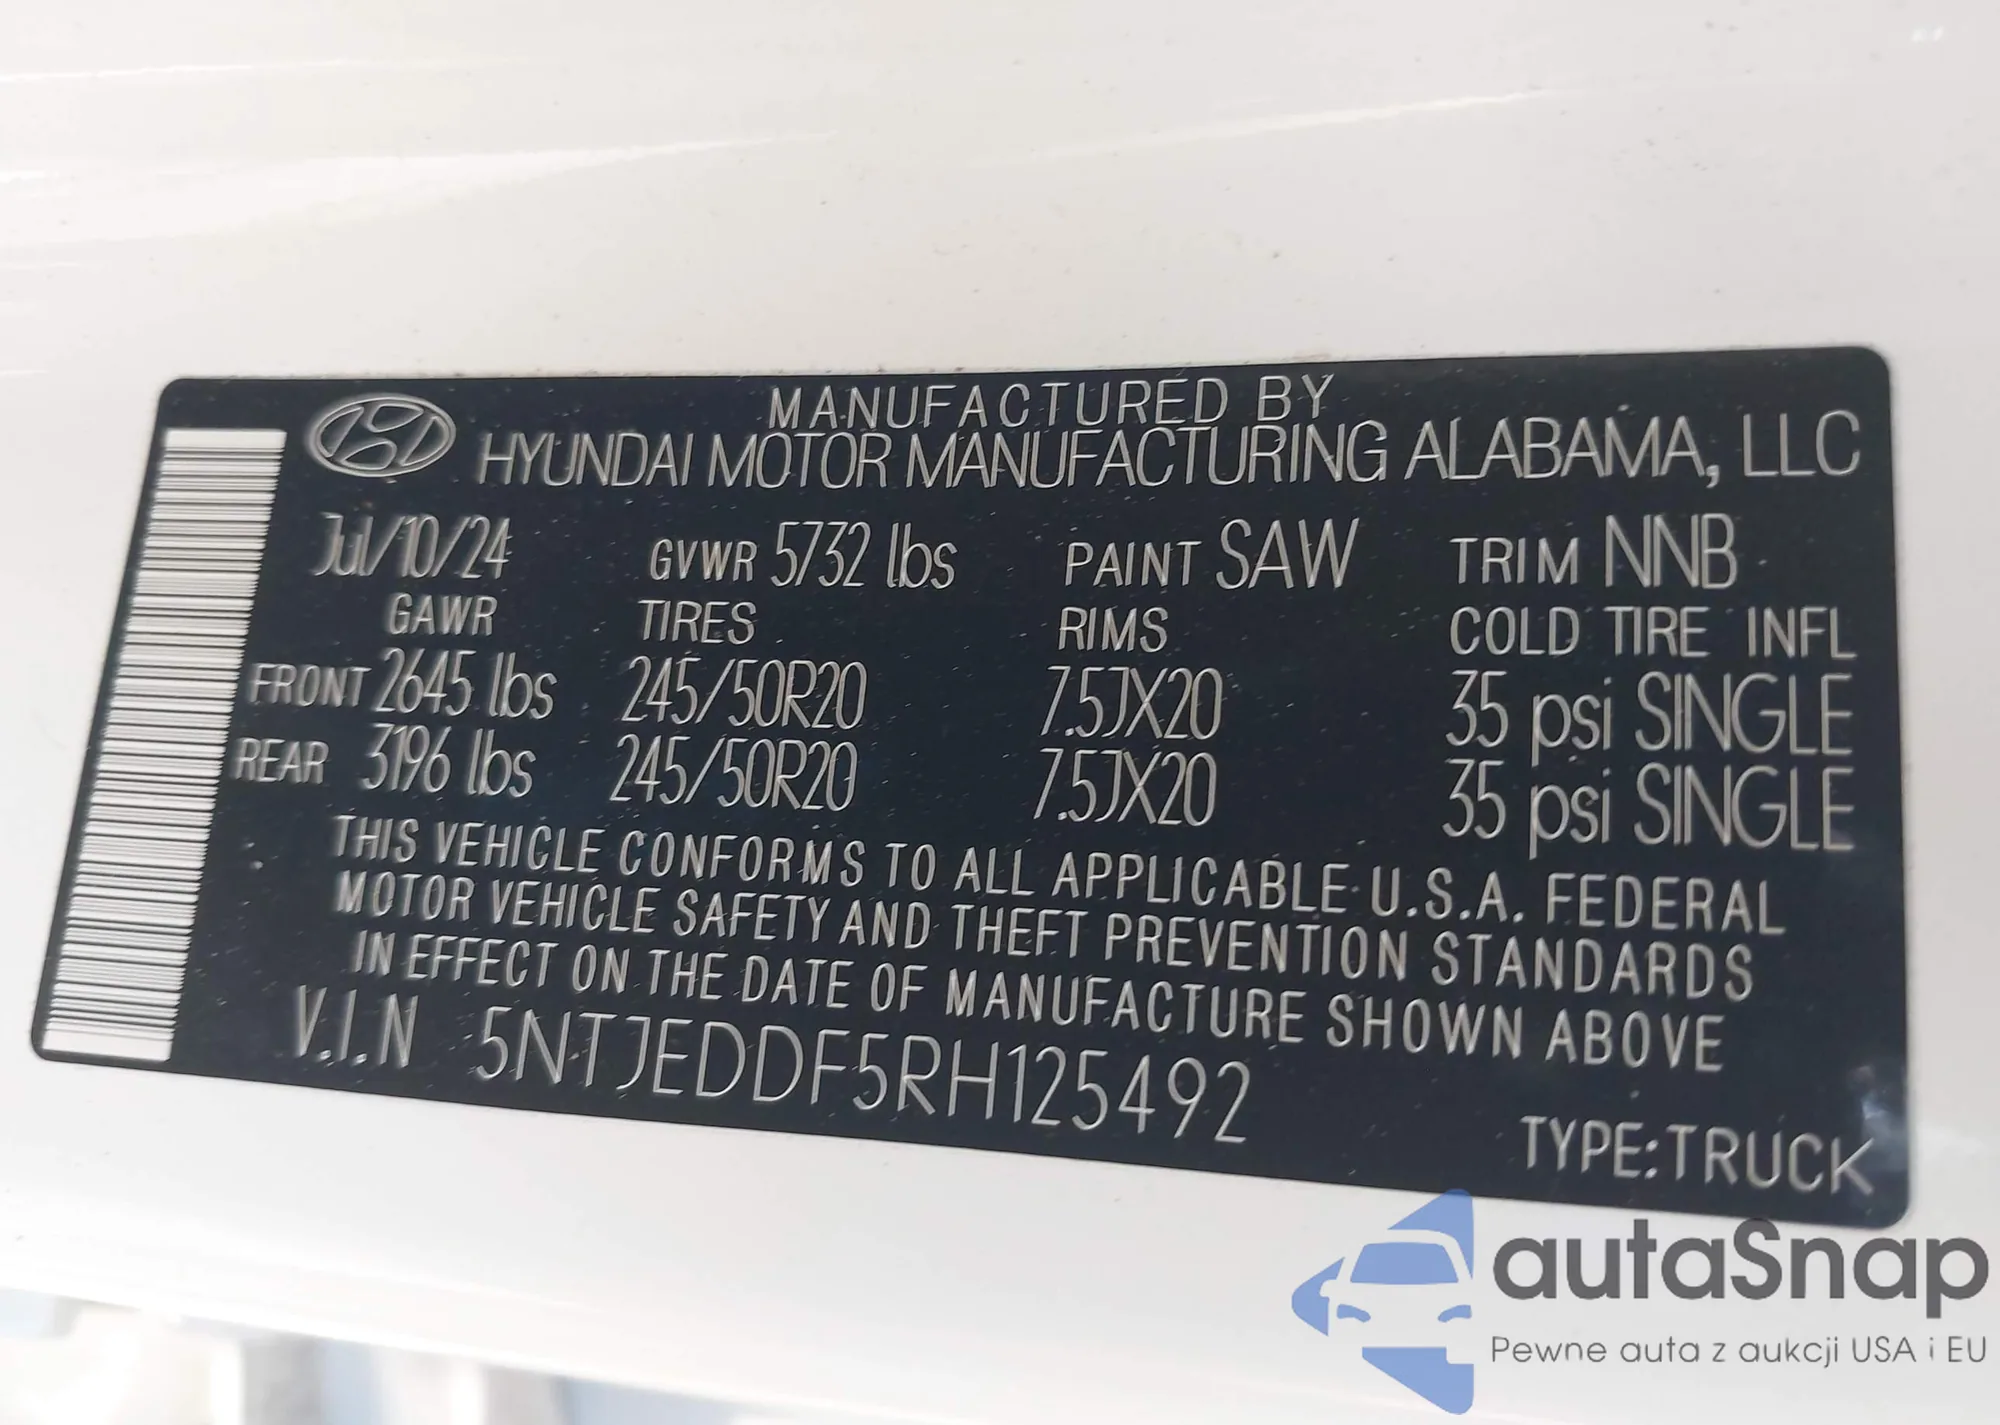 MANUFACTURED BY
HYUNDAI MOTOR MANUFACTURING ALABAMA, LLC
Jul/10/24 GVWR 5732 lbs PAINT SAW TRIM NNB
GAWR TIRES RIMS COLD TIRE INFL
FRONT 2645 lbs 245/50R20 7.5JX20 35 psi SINGLE
REAR 3196 lbs 245/50R20 7.5JX20 35 psi SINGLE
THIS VEHICLE CONFORMS TO ALL APPLICABLE U.S.A. FEDERAL
MOTOR VEHICLE SAFETY AND THEFT PREVENTION STANDARDS
IN EFFECT ON THE DATE OF MANUFACTURE SHOWN ABOVE
V.I.N 5NTJEDDF5RH125492
TYPE:TRUCK
autaSnap
Pewne auta z aukcji USA i EU